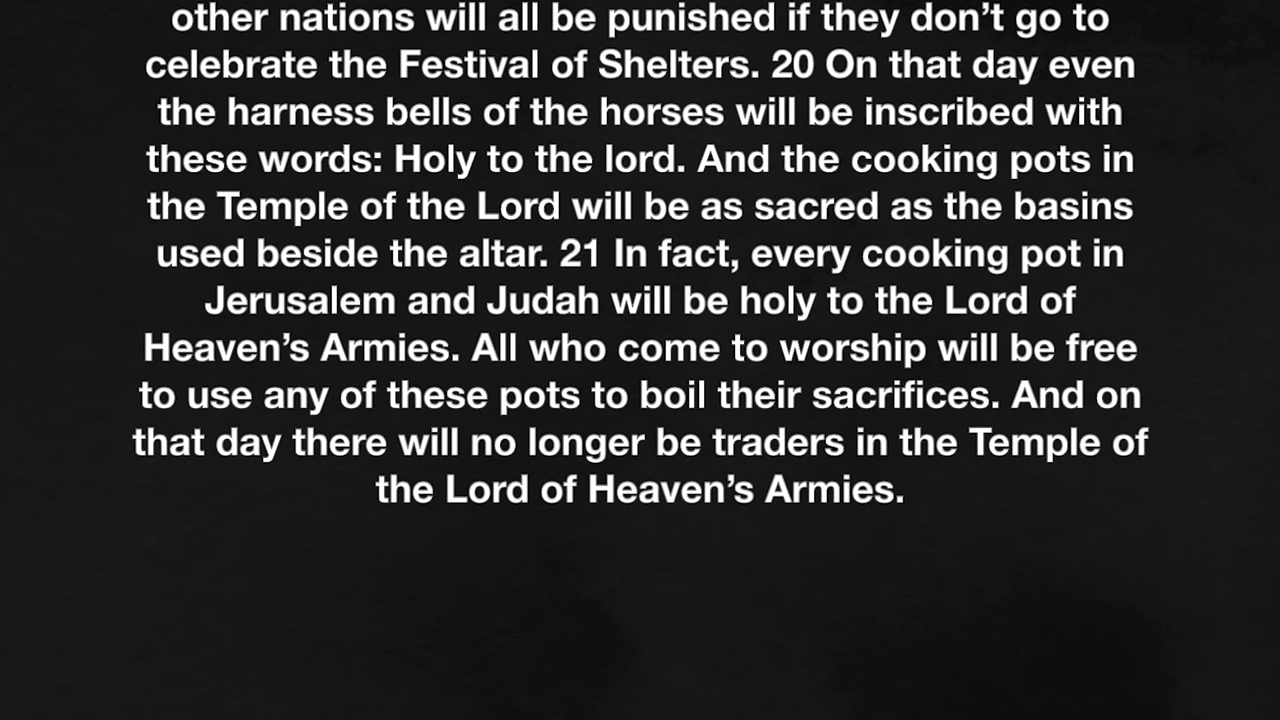 other nations will all be punished if they don’t go to
celebrate the Festival of Shelters. 20 On that day even
the harness bells of the horses will be inscribed with
these words: Holy to the lord. And the cooking pots in
the Temple of the Lord will be as sacred as the basins
used beside the altar. 21 In fact, every cooking pot in
Jerusalem and Judah will be holy to the Lord of
Heaven’s Armies. All who come to worship will be free
to use any of these pots to boil their sacrifices. And on
that day there will no longer be traders in the Temple of
the Lord of Heaven’s Armies.